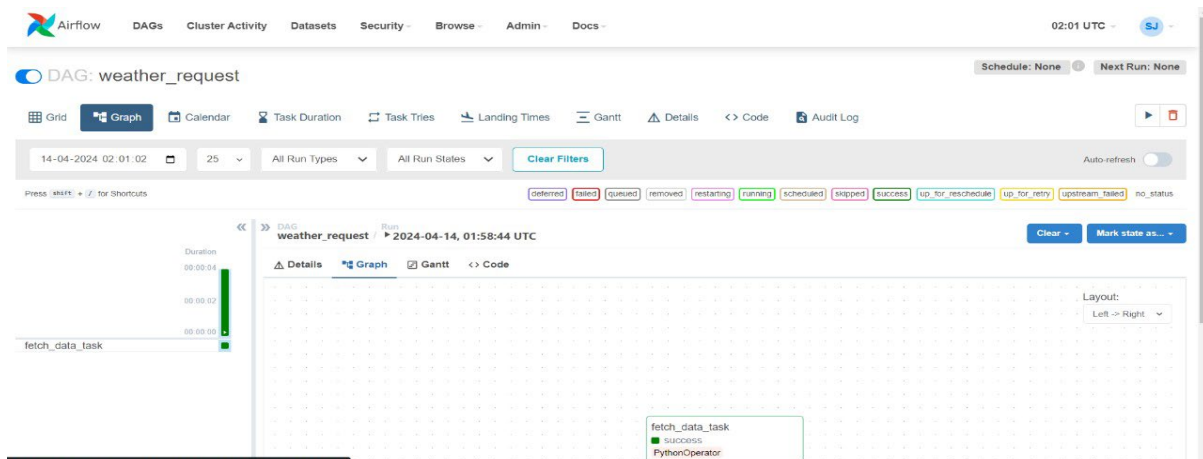 Airflow DAGs Cluster Activity Datasets Security Browse Admin Docs 02:01 UTC SJ
DAG: weather_request Schedule: None Next Run: None
Grid Graph Calendar Task Duration Task Tries Landing Times Gantt Details <> Code Audit Log
14-04-2024 02.01.02 25 All Run Types All Run States Clear Filters Auto-refresh
Press shift + / for Shortcuts deferred failed queued removed restarting running scheduled skipped success up_for_reschedule up_for_retry upstream_failed no_status
DAG Run
weather_request / 2024-04-14, 01:58:44 UTC Clear Mark state as...
Duration
Details Graph Gantt <> Code
00:00:04
Layout:
00:00:02
Left -> Right
00:00:00
fetch_data_task
fetch_data_task
success
PythonOperator